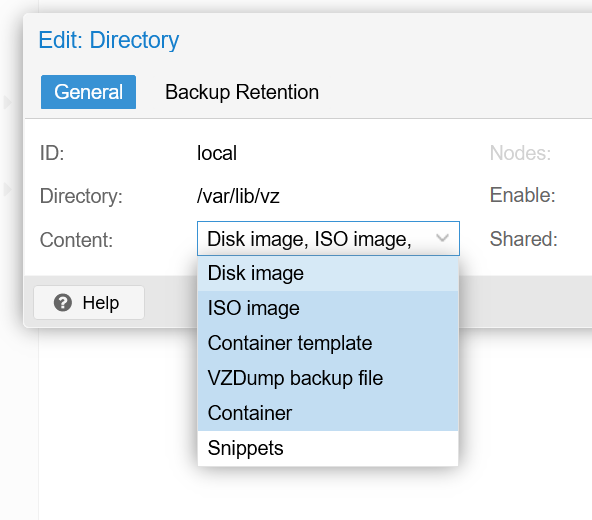 Edit: Directory
General Backup Retention
ID: local Nodes:
Directory: /var/lib/vz Enable:
Content: Disk image, ISO image, Shared:
Disk image
Help ISO image
Container template
VZDump backup file
Container
Snippets